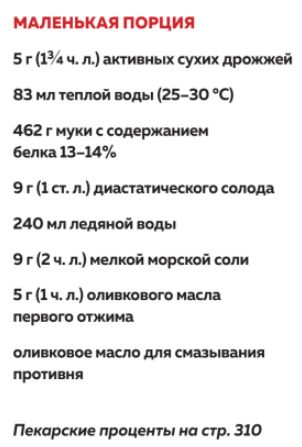 МАЛЕНЬКАЯ ПОРЦИЯ
5 г (1¾ ч. л.) активных сухих дрожжей
83 мл теплой воды (25–30 °C)
462 г муки с содержанием
белка 13–14%
9 г (1 ст. л.) диастатического солода
240 мл ледяной воды
9 г (2 ч. л.) мелкой морской соли
5 г (1 ч. л.) оливкового масла
первого отжима
оливковое масло для смазывания
противня
Пекарские проценты на стр. 310